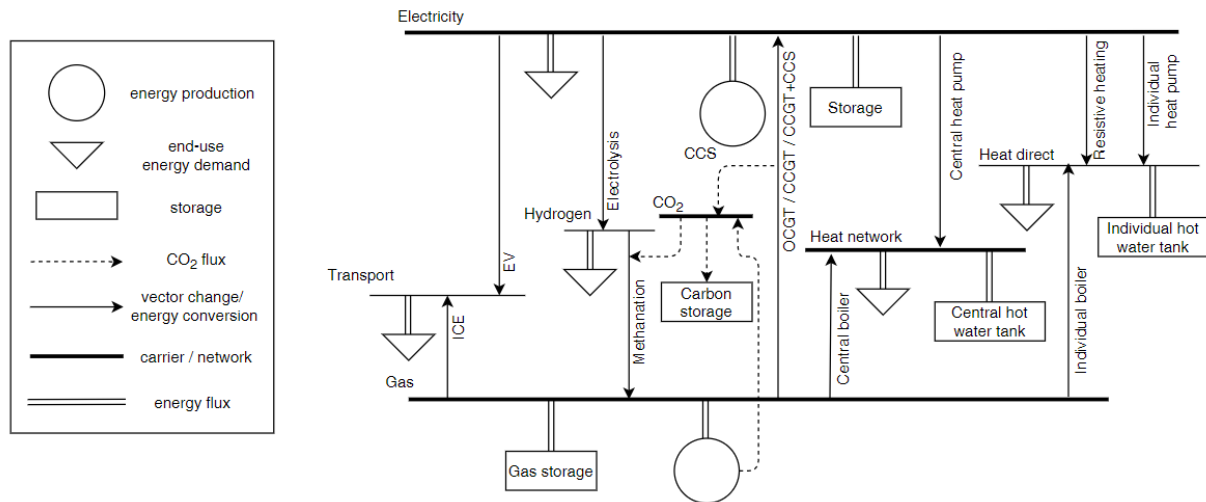 energy production
end-use
energy demand
storage
CO₂ flux
vector change/
energy conversion
carrier / network
energy flux
Electricity
Storage
CCS
Electrolysis
OCGT / CCGT / CCGT+CCS
Central heat pump
Resistive heating
Individual
heat pump
Heat direct
CO₂
Hydrogen
Individual hot
water tank
Heat network
EV
Transport
Carbon
storage
Central hot
water tank
ICE
Methanation
Central boiler
Individual boiler
Gas
Gas storage